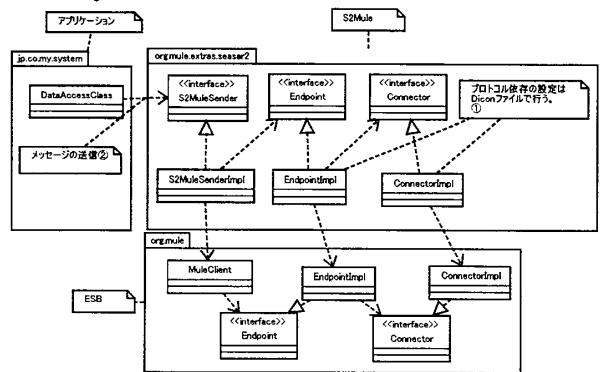 アプリケーション
S2Mule
jp.co.my.system
DataAccessClass
メッセージの送信②
org.mule.extras.seasar2
<<interface>>
S2MuleSender
<<interface>>
Endpoint
<<interface>>
Connector
プロトコル依存の設定は
Diconファイルで行う。
①
S2MuleSenderImpl
EndpointImpl
ConnectorImpl
org.mule
ESB
MuleClient
EndpointImpl
ConnectorImpl
<<interface>>
Endpoint
<<interface>>
Connector